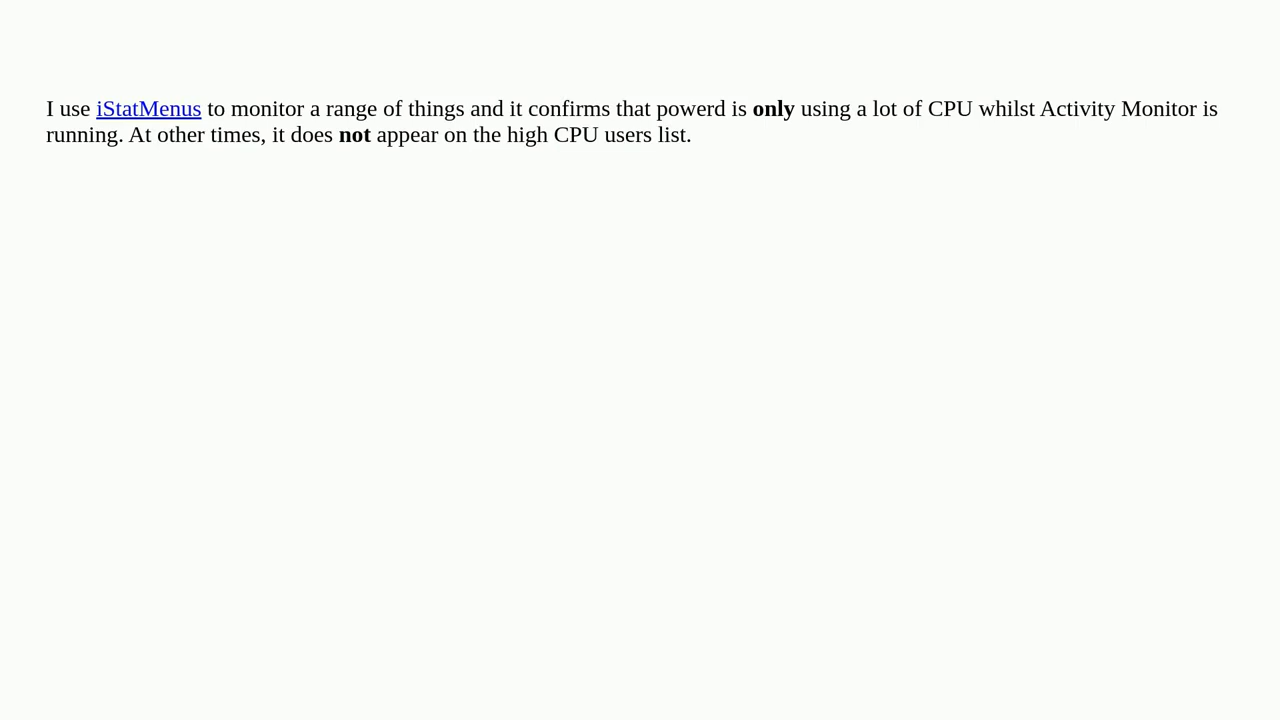 I use iStatMenus to monitor a range of things and it confirms that powerd is only using a lot of CPU whilst Activity Monitor is
running. At other times, it does not appear on the high CPU users list.